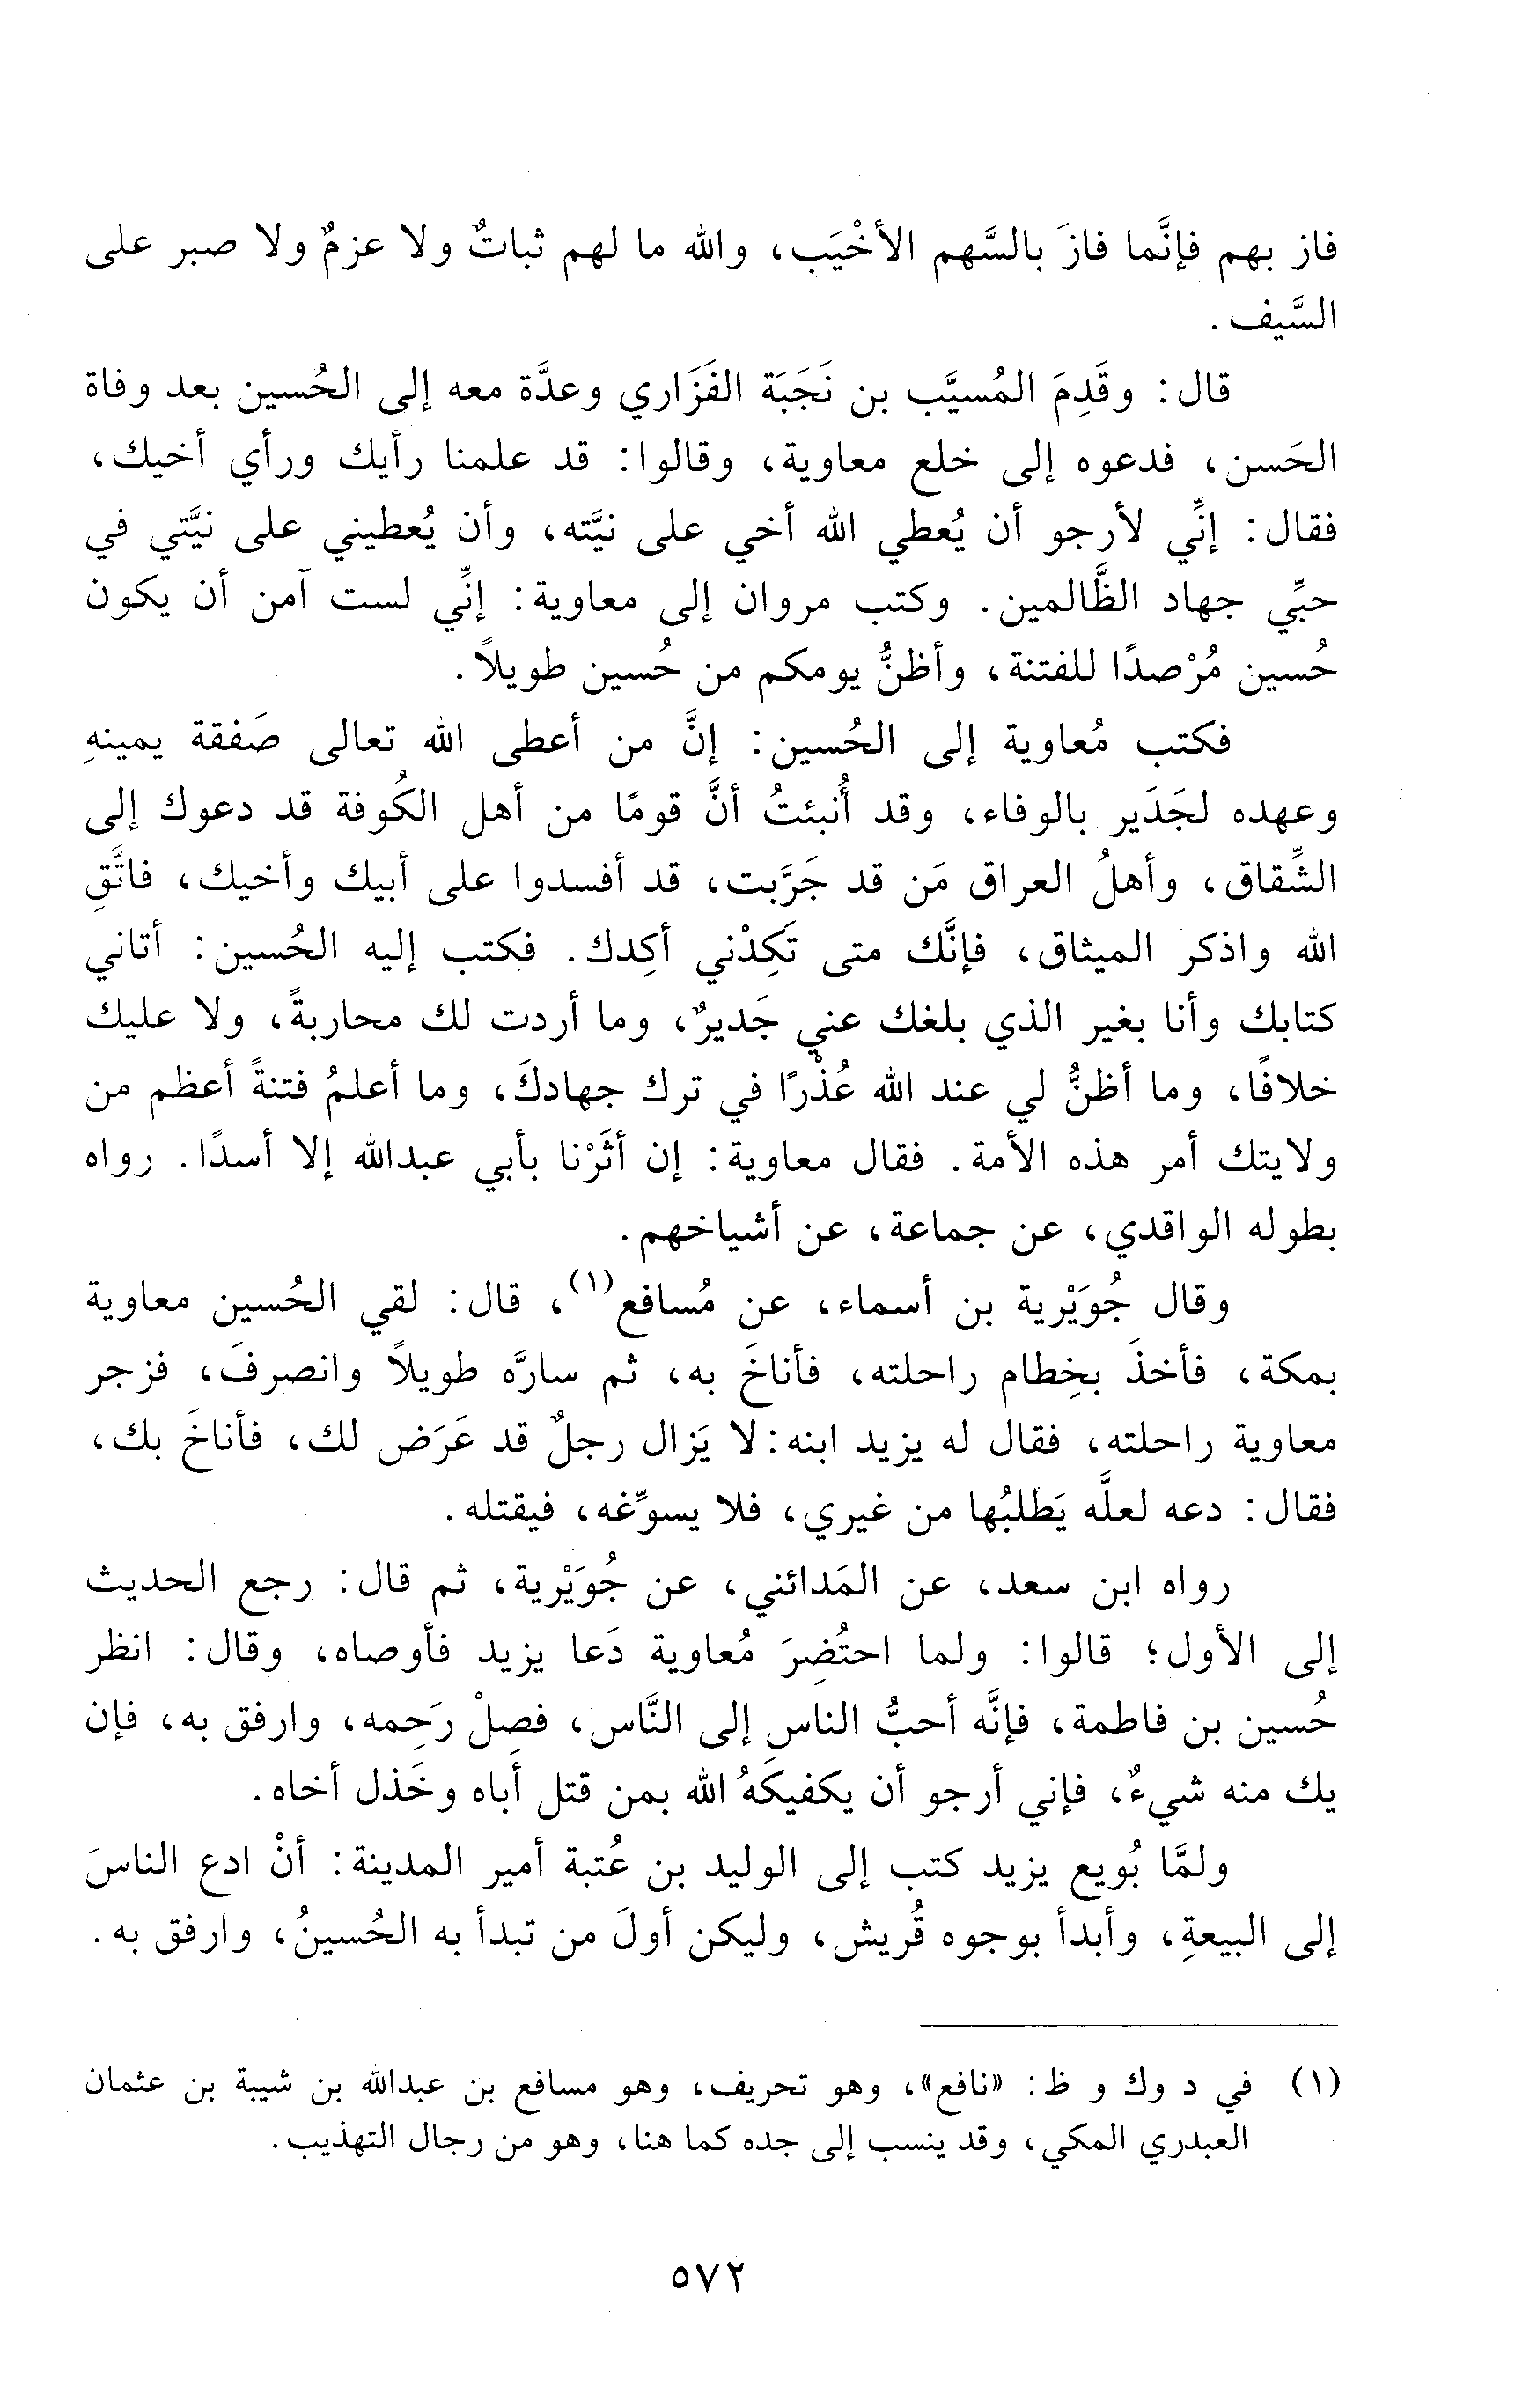 فاز بهم فإنَّما فازَ بالسَّهم الأخْيَب، والله ما لهم ثباتٌ ولا عزمٌ ولا صبر على
السَّيف.
قال: وقَدِمَ المُسيَّب بن نَجَبَة الفَزَاري وعدَّة معه إلى الحُسين بعد وفاة
الحَسن، فدعوه إلى خلع معاوية، وقالوا: قد علمنا رأيك ورأي أخيك،
فقال: إنِّي لأرجو أن يُعطي الله أخي على نيَّته، وأن يُعطيني على نيَّتي في
حبِّي جهاد الظَّالمين. وكتب مروان إلى معاوية: إنِّي لست آمن أن يكون
حُسين مُرْصدًا للفتنة، وأظنُّ يومكم من حُسين طويلاً.
فكتب مُعاوية إلى الحُسين: إنَّ من أعطى الله تعالى صَفقة يمينهِ
وعهده لجَدَير بالوفاء، وقد أُنبئتُ أنَّ قومًا من أهل الكُوفة قد دعوك إلى
الشِّقاق، وأهلُ العراق مَن قد جَرَّبت، قد أفسدوا على أبيك وأخيك، فاتَّقِ
الله واذكر الميثاق، فإنَّك متى تَكِدْني أكِدك. فكتب إليه الحُسين: أتاني
كتابك وأنا بغير الذي بلغك عني جَديرٌ، وما أردت لك محاربةً، ولا عليك
خلافًا، وما أظنُّ لي عند الله عُذْرًا في ترك جهادكَ، وما أعلمُ فتنةً أعظم من
ولايتك أمر هذه الأمة. فقال معاوية: إن أثَرْنا بأبي عبدالله إلا أسدًا. رواه
بطوله الواقدي، عن جماعة، عن أشياخهم.
وقال جُوَيْرية بن أسماء، عن مُسافع(١)، قال: لقي الحُسين معاوية
بمكة، فأخذَ بخِطام راحلته، فأناخَ به، ثم سارَّه طويلاً وانصرفَ، فزجر
معاوية راحلته، فقال له يزيد ابنه: لا يَزال رجلٌ قد عَرَض لك، فأناخَ بك،
فقال: دعه لعلَّه يَطلبُها من غيري، فلا يسوِّغه، فيقتله.
رواه ابن سعد، عن المَدائني، عن جُوَيْرية، ثم قال: رجع الحديث
إلى الأول؛ قالوا: ولما احتُضِرَ مُعاوية دَعا يزيد فأوصاه، وقال: انظر
حُسين بن فاطمة، فإنَّه أحبُّ الناس إلى النَّاس، فصِلْ رَحِمه، وارفق به، فإن
يك منه شيءٌ، فإني أرجو أن يكفيكَهُ الله بمن قتل أَباه وخَذل أخاه.
ولمَّا بُويع يزيد كتب إلى الوليد بن عُتبة أمير المدينة: أنْ ادع الناسَ
إلى البيعةِ، وأبدأ بوجوه قُريش، وليكن أولَ من تبدأ به الحُسينُ، وارفق به.
(١) في د وك و ظ: «نافع»، وهو تحريف، وهو مسافع بن عبدالله بن شيبة بن عثمان
العبدري المكي، وقد ينسب إلى جده كما هنا، وهو من رجال التهذيب.
٥٧٢